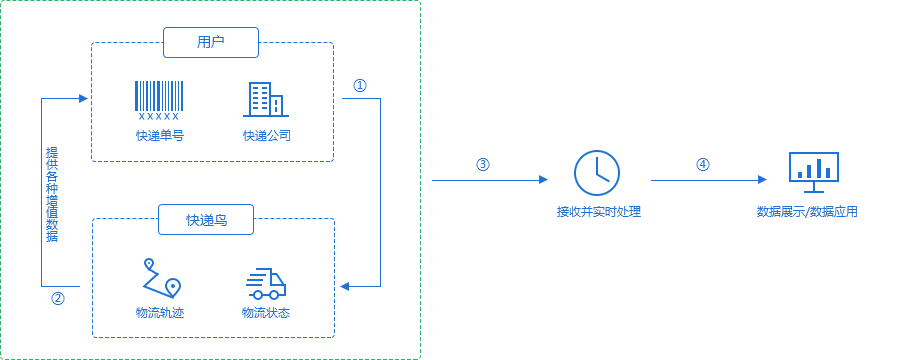 用户
①
XXXXX
快递单号
快递公司
提供各种增值数据
③
④
接收并实时处理
数据展示/数据应用
快递鸟
②
物流轨迹
物流状态